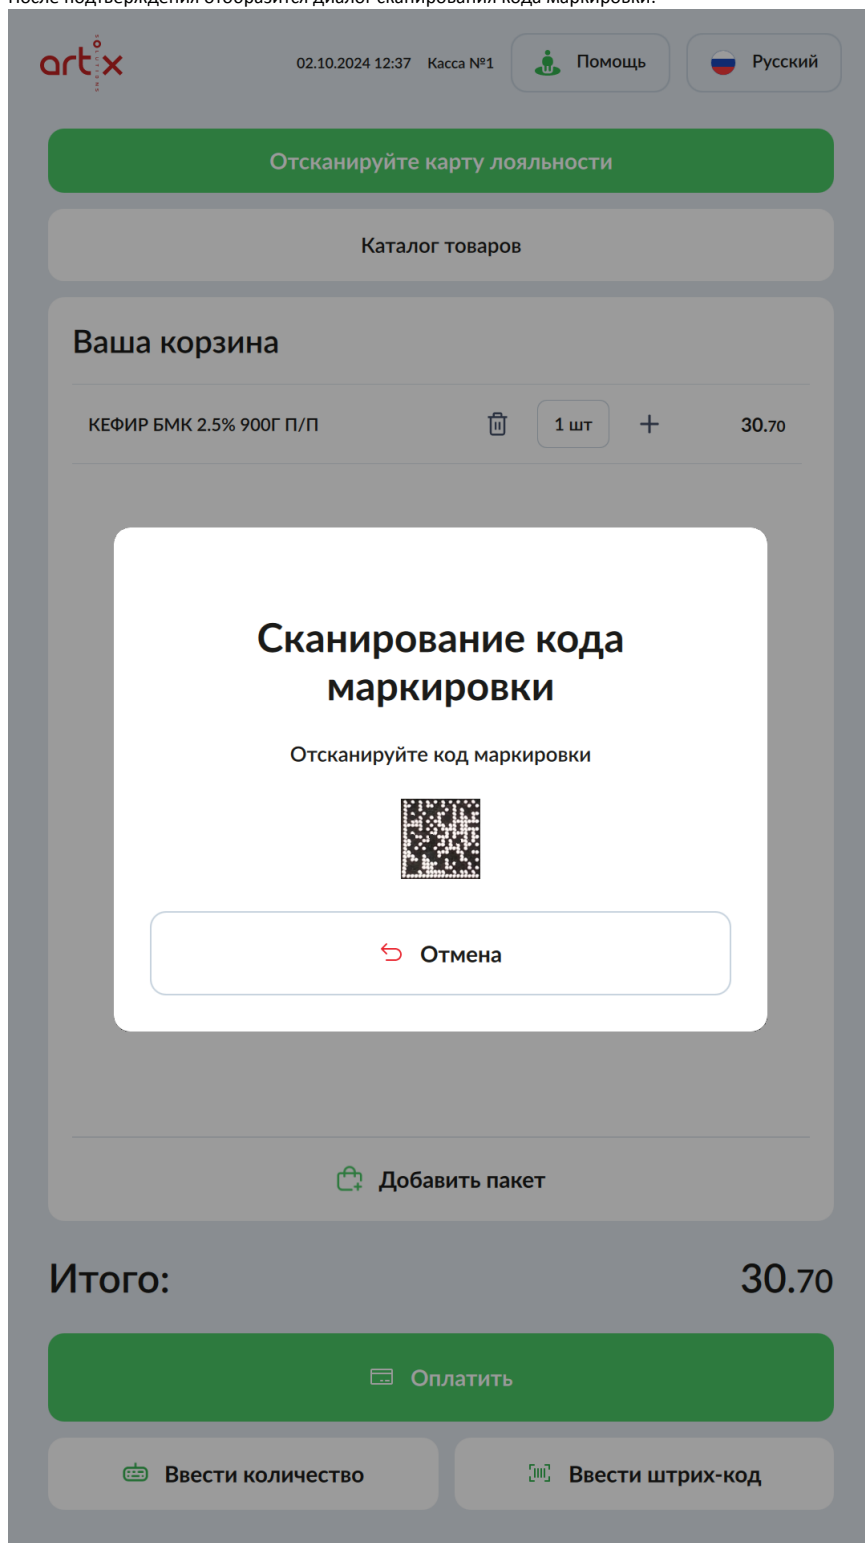 После подтверждения отобразится диалог сканирования кода маркировки:
artix
02.10.2024 12:37 Касса №1 Помощь Русский
Отсканируйте карту лояльности
Каталог товаров
Ваша корзина
КЕФИР БМК 2.5% 900Г П/П 1 шт 30.70
Сканирование кода
маркировки
Отсканируйте код маркировки
Отмена
Добавить пакет
Итого: 30.70
Оплатить
Ввести количество Ввести штрих-код